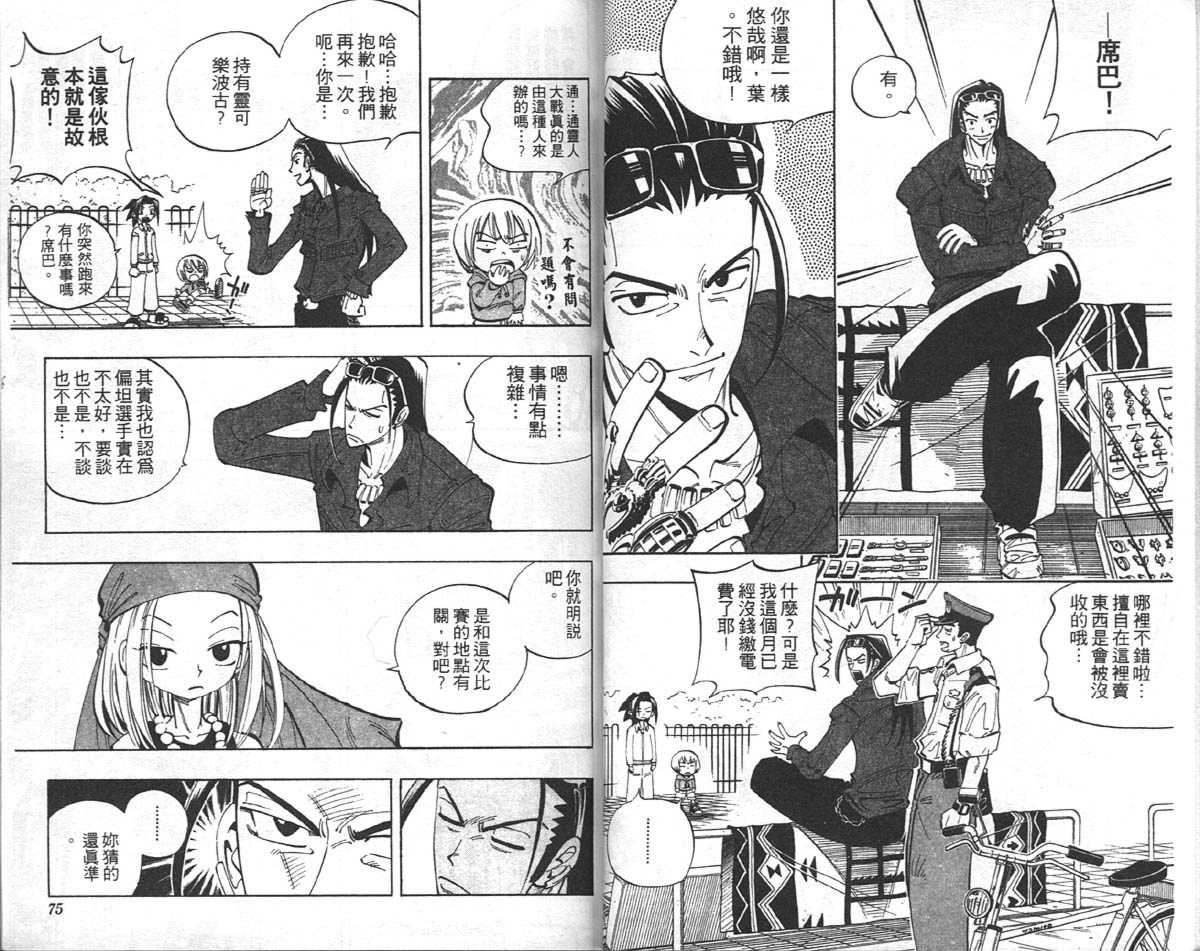 ──席巴！
有。
你還是一樣
悠哉啊，葉
。不錯哦！
哪裡不錯啦…
擅自在這裡賣
東西是會被沒
收的哦…
什麼？可是
我這個月已
經沒錢繳電
費了耶！
ガーン
………
通…通靈人
大戰眞的是
由這種人來
辦的嗎…？
不會有問
題嗎？
哈哈…抱歉
抱歉！我們
再來一次。
呃…你是…
持有靈可
樂波古？
這傢伙根
本就是故
意的！
你突然跑來
有什麼事嗎
？席巴。
嗯………
事情有點
複雜…
其實我也認爲
偏坦選手實在
不太好，要談
也不是，不談
也不是…
你就明說
吧。
是和這次比
賽的地點有
關，對吧？
………
妳猜的
還眞準
。
75